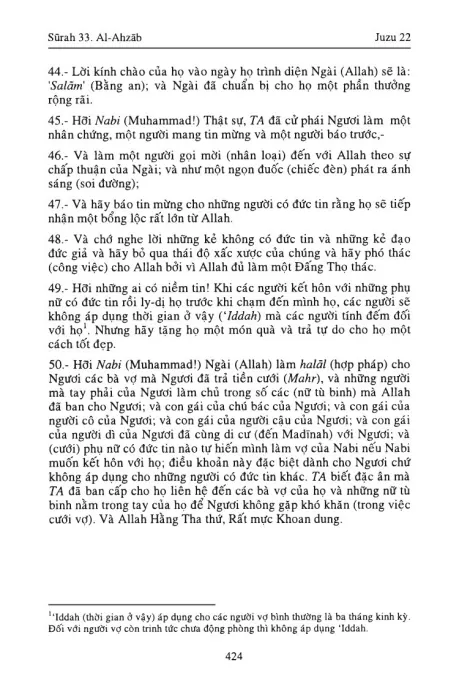 Sūrah 33. Al-Ahzāb Juzu 22
44.- Lời kính chào của họ vào ngày họ trình diện Ngài (Allah) sẽ là:
'Salām' (Bằng an); và Ngài đã chuẩn bị cho họ một phần thưởng
rộng rãi.
45.- Hỡi Nabi (Muhammad!) Thật sự, TA đã cử phái Ngươi làm một
nhân chứng, một người mang tin mừng và một người báo trước,-
46.- Và làm một người gọi mời (nhân loại) đến với Allah theo sự
chấp thuận của Ngài; và như một ngọn đuốc (chiếc đèn) phát ra ánh
sáng (soi đường);
47.- Và hãy báo tin mừng cho những người có đức tin rằng họ sẽ tiếp
nhận một bổng lộc rất lớn từ Allah.
48.- Và chớ nghe lời những kẻ không có đức tin và những kẻ đạo
đức giả và hãy bỏ qua thái độ xấc xược của chúng và hãy phó thác
(công việc) cho Allah bởi vì Allah đủ làm một Đấng Thọ thác.
49.- Hỡi những ai có niềm tin! Khi các người kết hôn với những phụ
nữ có đức tin rồi ly-dị họ trước khi chạm đến mình họ, các người sẽ
không áp dụng thời gian ở vậy ('Iddah) mà các người tính đếm đối
với họ¹. Nhưng hãy tặng họ một món quà và trả tự do cho họ một
cách tốt đẹp.
50.- Hỡi Nabi (Muhammad!) Ngài (Allah) làm halāl (hợp pháp) cho
Ngươi các bà vợ mà Ngươi đã trả tiền cưới (Mahr), và những người
mà tay phải của Ngươi làm chủ trong số các (nữ tù binh) mà Allah
đã ban cho Ngươi; và con gái của chú bác của Ngươi; và con gái của
người cô của Ngươi; và con gái của người cậu của Ngươi; và con gái
của người dì của Ngươi đã cùng di cư (đến Madīnah) với Ngươi; và
(cưới) phụ nữ có đức tin nào tự hiến mình làm vợ của Nabi nếu Nabi
muốn kết hôn với họ; điều khoản này đặc biệt dành cho Ngươi chứ
không áp dụng cho những người có đức tin khác. TA biết đặc ân mà
TA đã ban cấp cho họ liên hệ đến các bà vợ của họ và những nữ tù
binh nằm trong tay của họ để Ngươi không gặp khó khăn (trong việc
cưới vợ). Và Allah Hằng Tha thứ, Rất mực Khoan dung.
¹'Iddah (thời gian ở vậy) áp dụng cho các người vợ bình thường là ba tháng kinh kỳ.
Đối với người vợ còn trinh tức chưa động phòng thì không áp dụng 'Iddah.
424